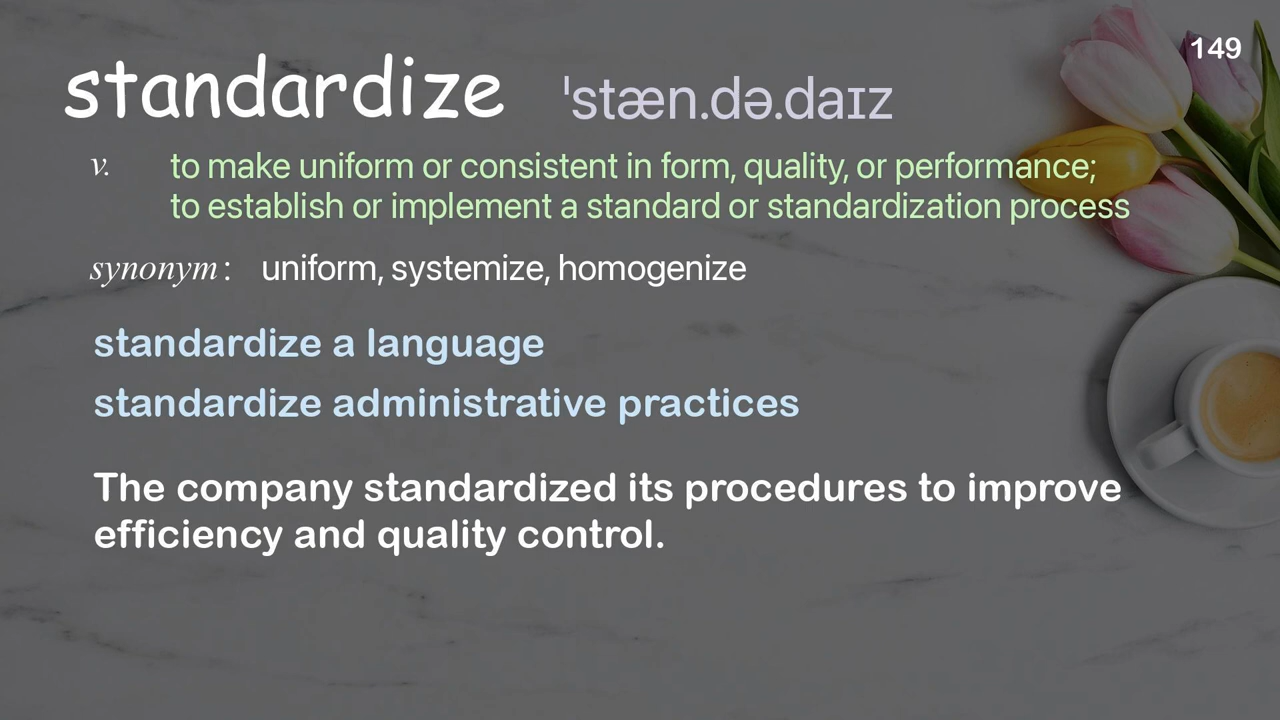 149
standardize ˈstæn.də.daɪz
v. to make uniform or consistent in form, quality, or performance;
to establish or implement a standard or standardization process
synonym : uniform, systemize, homogenize
standardize a language
standardize administrative practices
The company standardized its procedures to improve
efficiency and quality control.